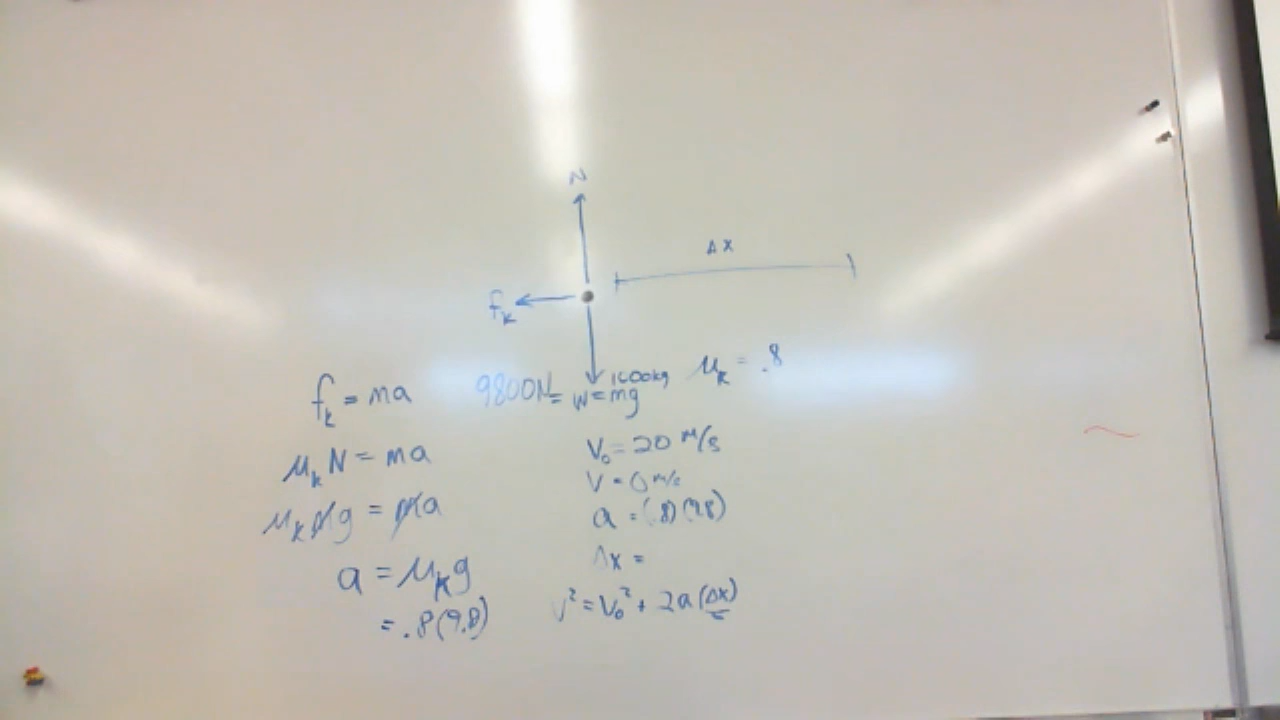 N
Δx
f_k
1000kg
μ_k = .8
9800N = W = mg
f_k = ma
μ_k N = ma
μ_k mg = ma
a = μ_k g
= .8(9.8)
V₀ = 20 m/s
V = 0 m/s
a = (.8)(9.8)
Δx =
V² = V₀² + 2a(Δx)